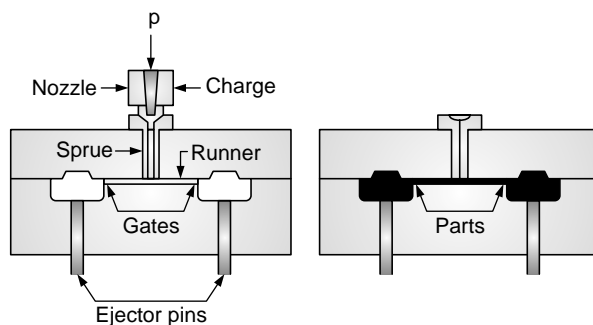 p
Nozzle
Charge
Sprue
Runner
Gates
Parts
Ejector pins